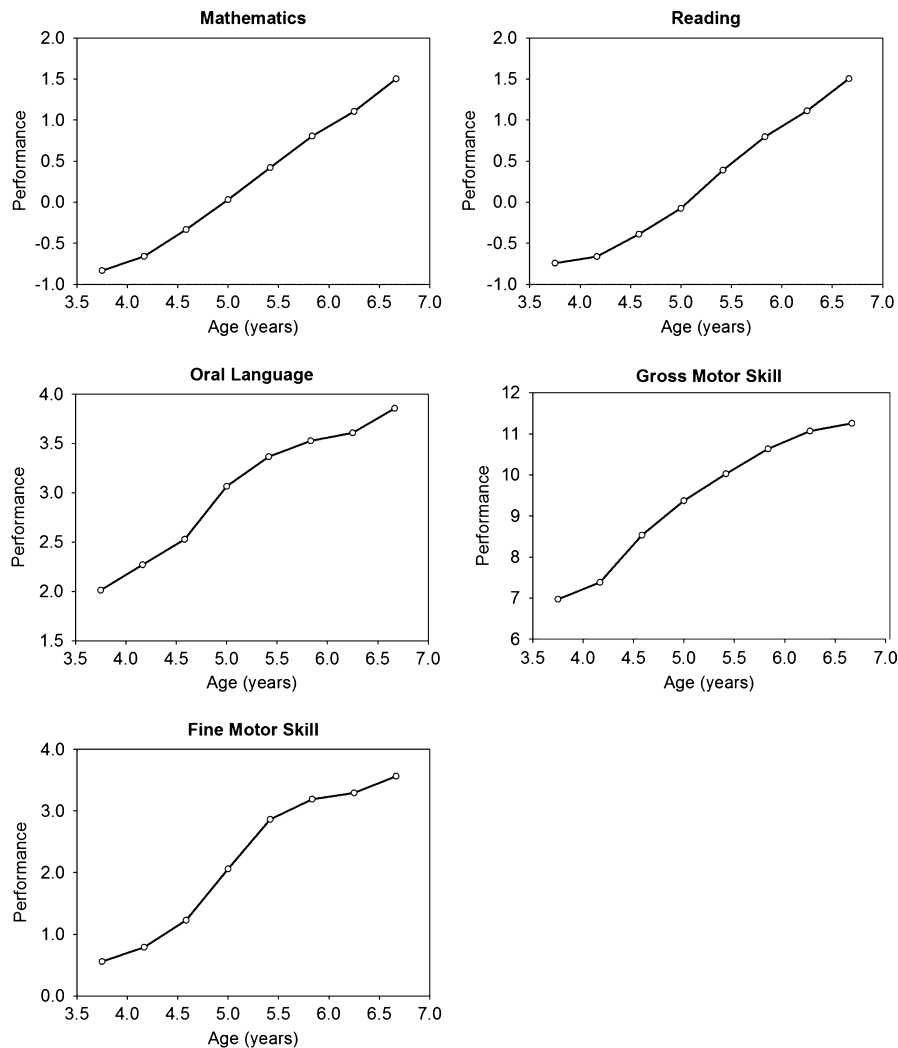 Mathematics
2.0
1.5
1.0
0.5
0.0
-0.5
-1.0
Performance
3.5 4.0 4.5 5.0 5.5 6.0 6.5 7.0
Age (years)
Reading
2.0
1.5
1.0
0.5
0.0
-0.5
-1.0
Performance
3.5 4.0 4.5 5.0 5.5 6.0 6.5 7.0
Age (years)
Oral Language
4.0
3.5
3.0
2.5
2.0
1.5
Performance
3.5 4.0 4.5 5.0 5.5 6.0 6.5 7.0
Age (years)
Gross Motor Skill
12
11
10
9
8
7
6
Performance
3.5 4.0 4.5 5.0 5.5 6.0 6.5 7.0
Age (years)
Fine Motor Skill
4.0
3.0
2.0
1.0
0.0
Performance
3.5 4.0 4.5 5.0 5.5 6.0 6.5 7.0
Age (years)